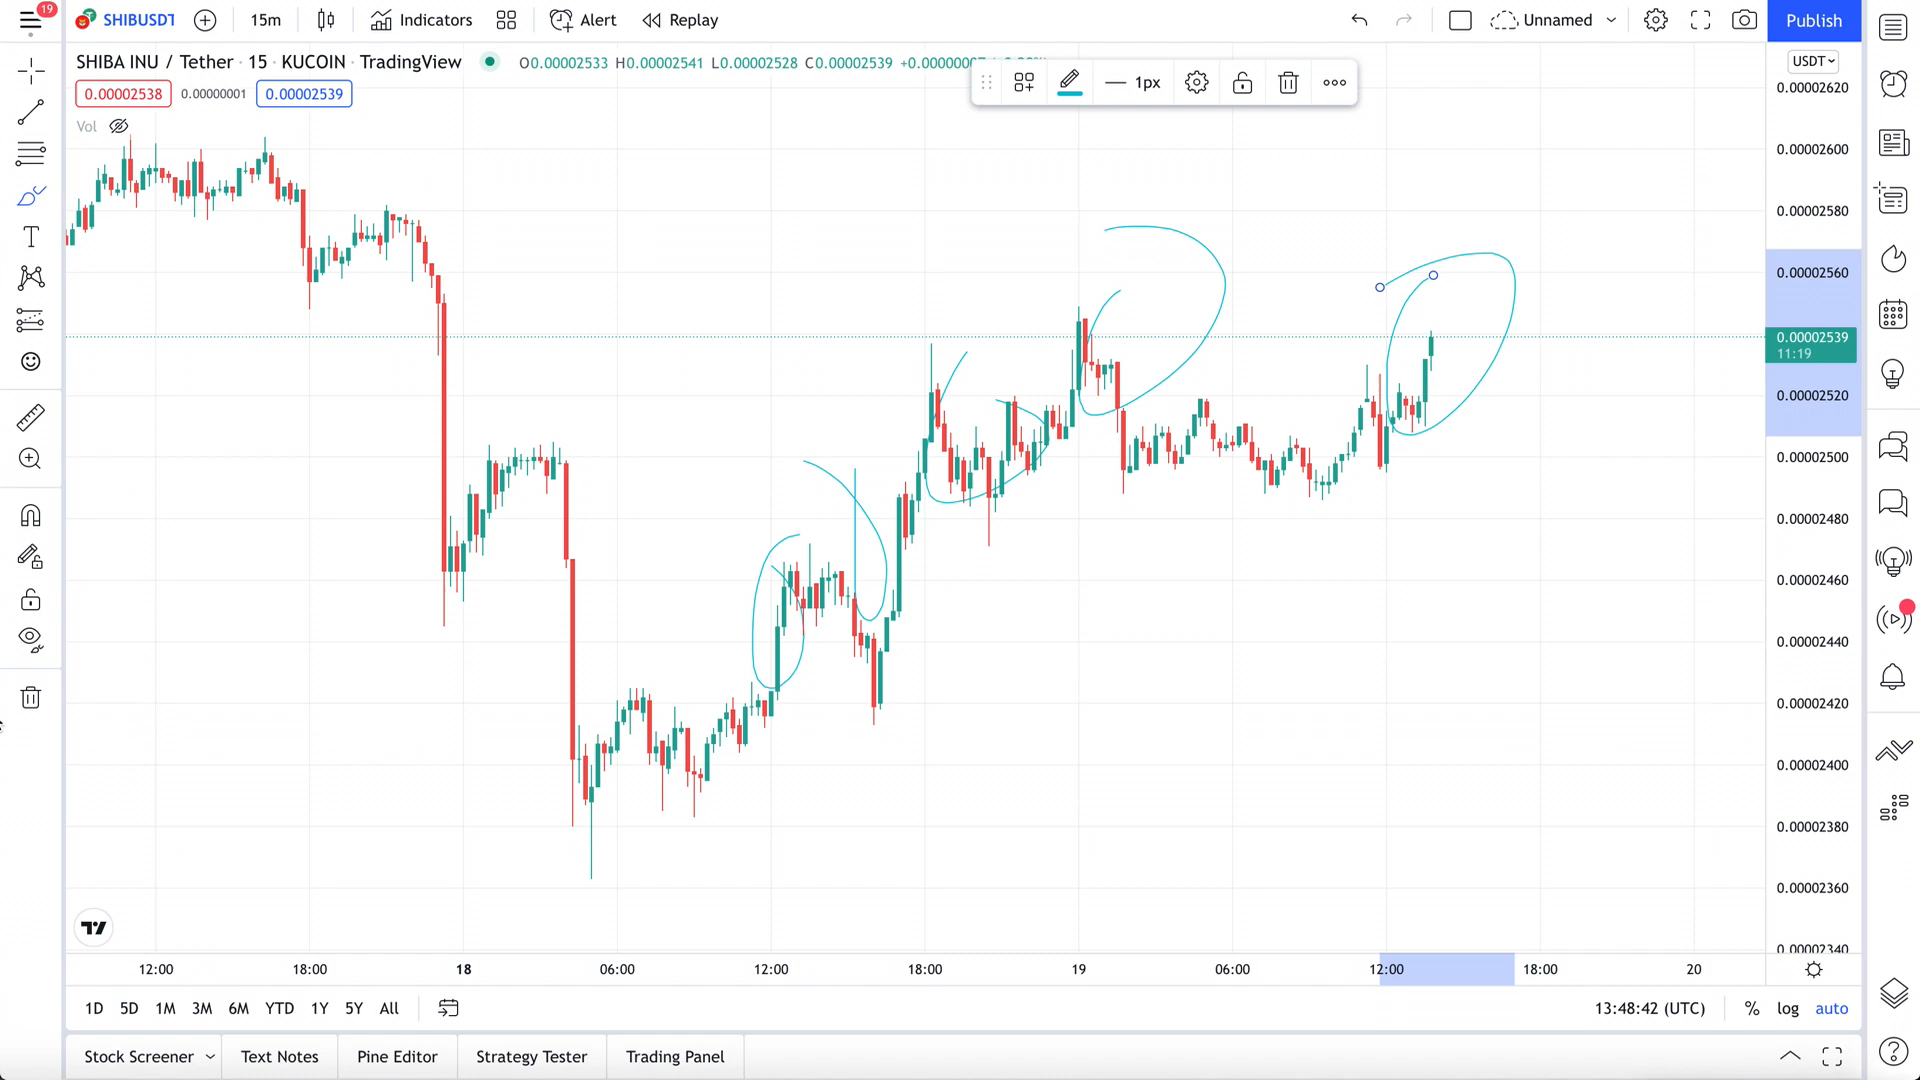 19
SHIBUSDT
15m
Indicators
Alert
Replay
Unnamed
Publish
SHIBA INU / Tether · 15 · KUCOIN · TradingView
O0.00002533 H0.00002541 L0.00002528 C0.00002539
USDT
1px
0.00002538
0.00000001
0.00002539
Vol
0.00002620
0.00002600
0.00002580
0.00002560
0.00002539
11:19
0.00002520
0.00002500
0.00002480
0.00002460
0.00002440
0.00002420
0.00002400
0.00002380
0.00002360
0.00002340
12:00 18:00 18 06:00 12:00 18:00 19 06:00 12:00 18:00 20
1D 5D 1M 3M 6M YTD 1Y 5Y All
13:48:42 (UTC)
% log auto
Stock Screener
Text Notes
Pine Editor
Strategy Tester
Trading Panel